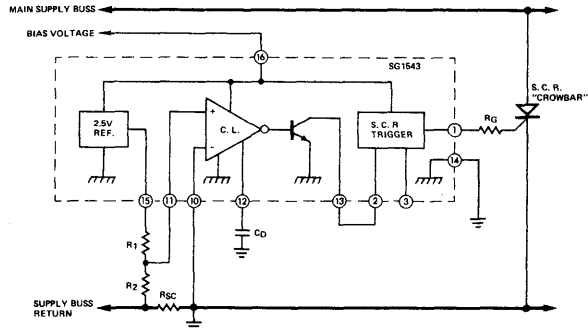 MAIN SUPPLY BUSS
BIAS VOLTAGE
16
SG1543
S. C. R.
"CROWBAR"
2.5V
REF.
+
C. L.
-
S. C. R
TRIGGER
1
RG
14
15
11
10
12
13
2
3
R1
CD
R2
RSC
SUPPLY BUSS
RETURN